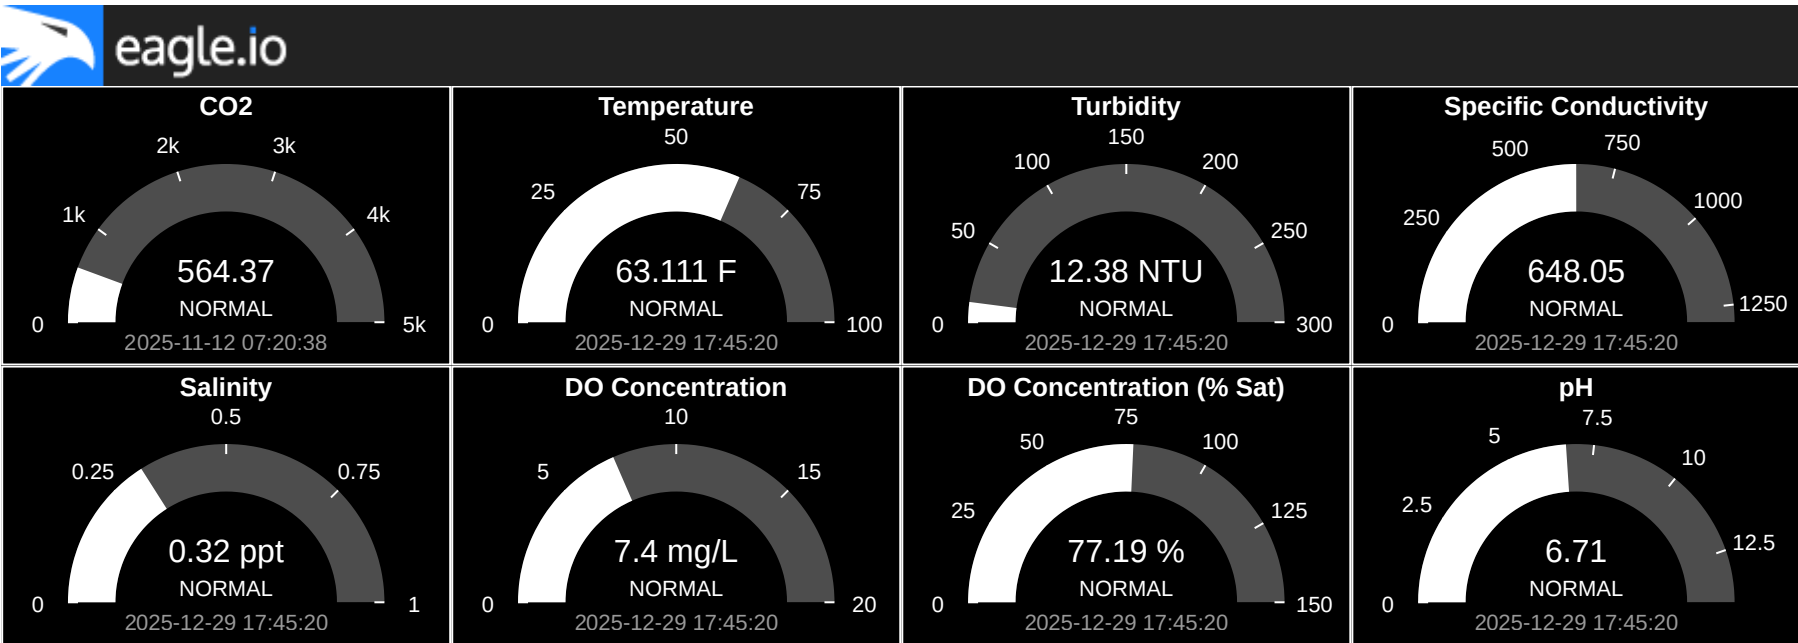 eagle.io
CO2
2k 3k
1k 4k
564.37
NORMAL
0 5k
2025-11-12 07:20:38
Temperature
50
25 75
63.111 F
NORMAL
0 100
2025-12-29 17:45:20
Turbidity
150
100 200
50 250
12.38 NTU
NORMAL
0 300
2025-12-29 17:45:20
Specific Conductivity
500 750
250 1000
648.05
NORMAL
0 1250
2025-12-29 17:45:20
Salinity
0.5
0.25 0.75
0.32 ppt
NORMAL
0 1
2025-12-29 17:45:20
DO Concentration
10
5 15
7.4 mg/L
NORMAL
0 20
2025-12-29 17:45:20
DO Concentration (% Sat)
75
50 100
25 125
77.19 %
NORMAL
0 150
2025-12-29 17:45:20
pH
7.5
5 10
2.5 12.5
6.71
NORMAL
0
2025-12-29 17:45:20